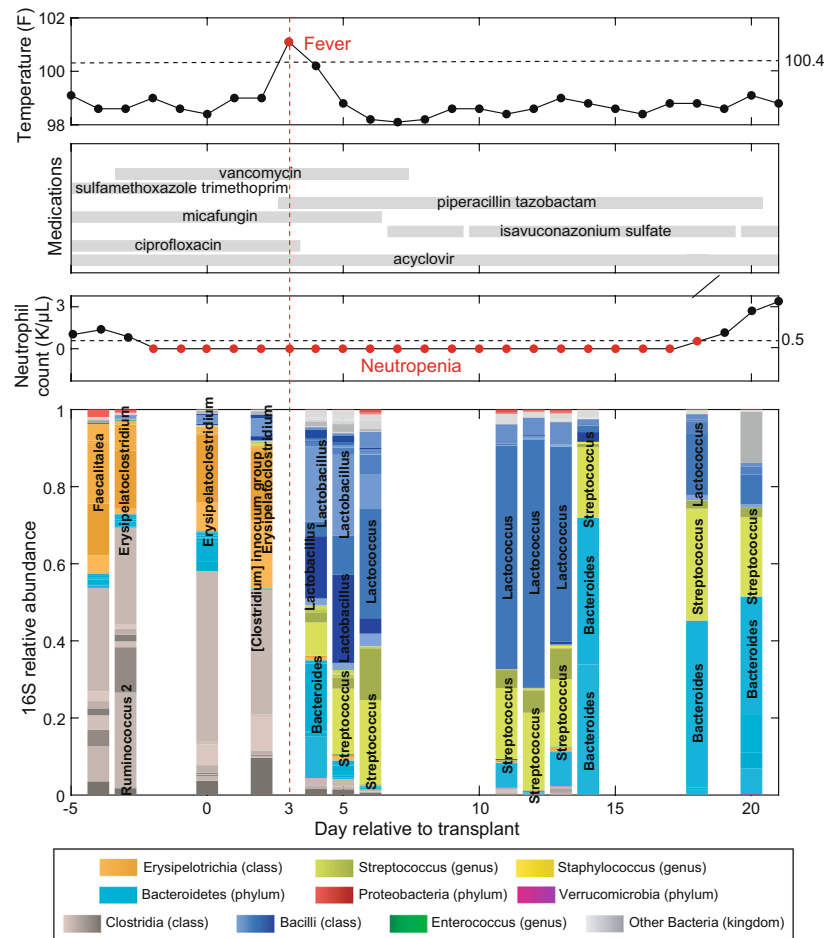 102
Temperature (F)
Fever
100.4
100
98
Medications
vancomycin
sulfamethoxazole trimethoprim
piperacillin tazobactam
micafungin
isavuconazonium sulfate
ciprofloxacin
acyclovir
Neutrophil
count (K/µL)
3
0.5
0
Neutropenia
16S relative abundance
1
0.8
0.6
0.4
0.2
0
Faecalitalea
Erysipelatoclostridium
Ruminococcus 2
Erysipelatoclostridium
[Clostridium] innocuum group
Erysipelatoclostridium
Lactobacillus
Lactobacillus
Bacteroides
Lactobacillus
Lactobacillus
Streptococcus
Lactococcus
Streptococcus
Lactococcus
Streptococcus
Lactococcus
Streptococcus
Lactococcus
Streptococcus
Streptococcus
Bacteroides
Bacteroides
Lactococcus
Streptococcus
Bacteroides
Streptococcus
-5 0 3 5 10 15 20
Day relative to transplant
Erysipelotrichia (class) Streptococcus (genus) Staphylococcus (genus)
Bacteroidetes (phylum) Proteobacteria (phylum) Verrucomicrobia (phylum)
Clostridia (class) Bacilli (class) Enterococcus (genus) Other Bacteria (kingdom)